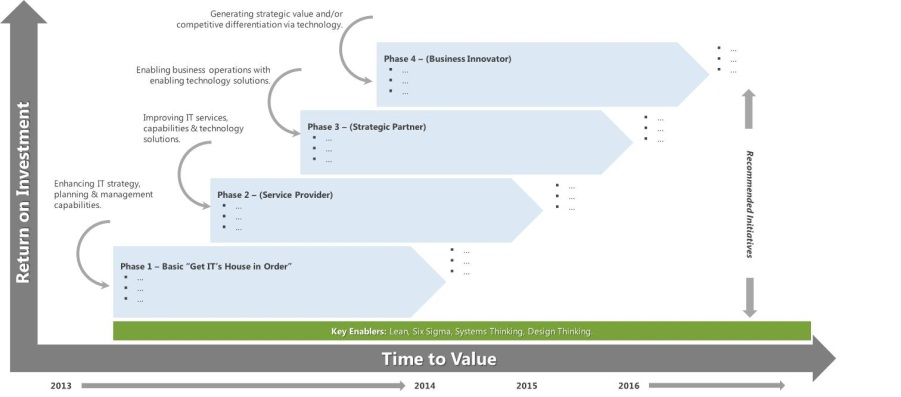 Generating strategic value and/or
competitive differentiation via technology.
Phase 4 – (Business Innovator)
▪ ...
▪ ...
▪ ...
▪ ...
▪ ...
▪ ...
Enabling business operations with
enabling technology solutions.
Phase 3 – (Strategic Partner)
▪ ...
▪ ...
▪ ...
▪ ...
▪ ...
▪ ...
Improving IT services,
capabilities & technology
solutions.
Phase 2 – (Service Provider)
▪ ...
▪ ...
▪ ...
▪ ...
▪ ...
▪ ...
Enhancing IT strategy,
planning & management
capabilities.
Phase 1 – Basic “Get IT’s House in Order”
▪ ...
▪ ...
▪ ...
▪ ...
▪ ...
▪ ...
Return on Investment
Recommended Initiatives
Key Enablers: Lean, Six Sigma, Systems Thinking, Design Thinking.
Time to Value
2013 2014 2015 2016